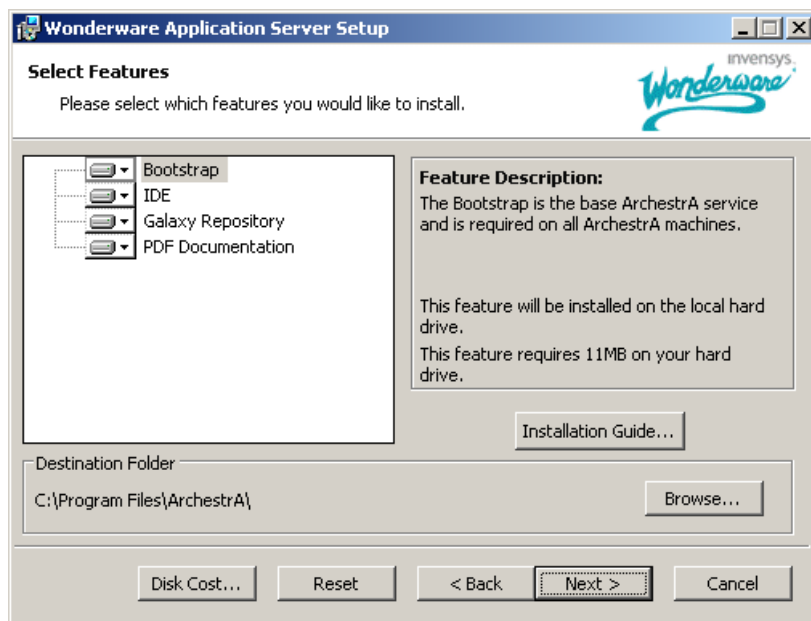 Wonderware Application Server Setup
Select Features
Please select which features you would like to install.
invensys.
Wonderware
Bootstrap
IDE
Galaxy Repository
PDF Documentation
Feature Description:
The Bootstrap is the base ArchestrA service
and is required on all ArchestrA machines.
This feature will be installed on the local hard
drive.
This feature requires 11MB on your hard
drive.
Installation Guide...
Destination Folder
C:\Program Files\ArchestrA\
Browse...
Disk Cost...
Reset
< Back
Next >
Cancel